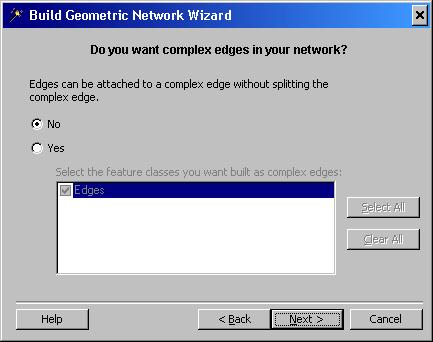 Build Geometric Network Wizard
Do you want complex edges in your network?
Edges can be attached to a complex edge without splitting the
complex edge.
No
Yes
Select the feature classes you want built as complex edges:
Edges
Select All
Clear All
Help
< Back
Next >
Cancel